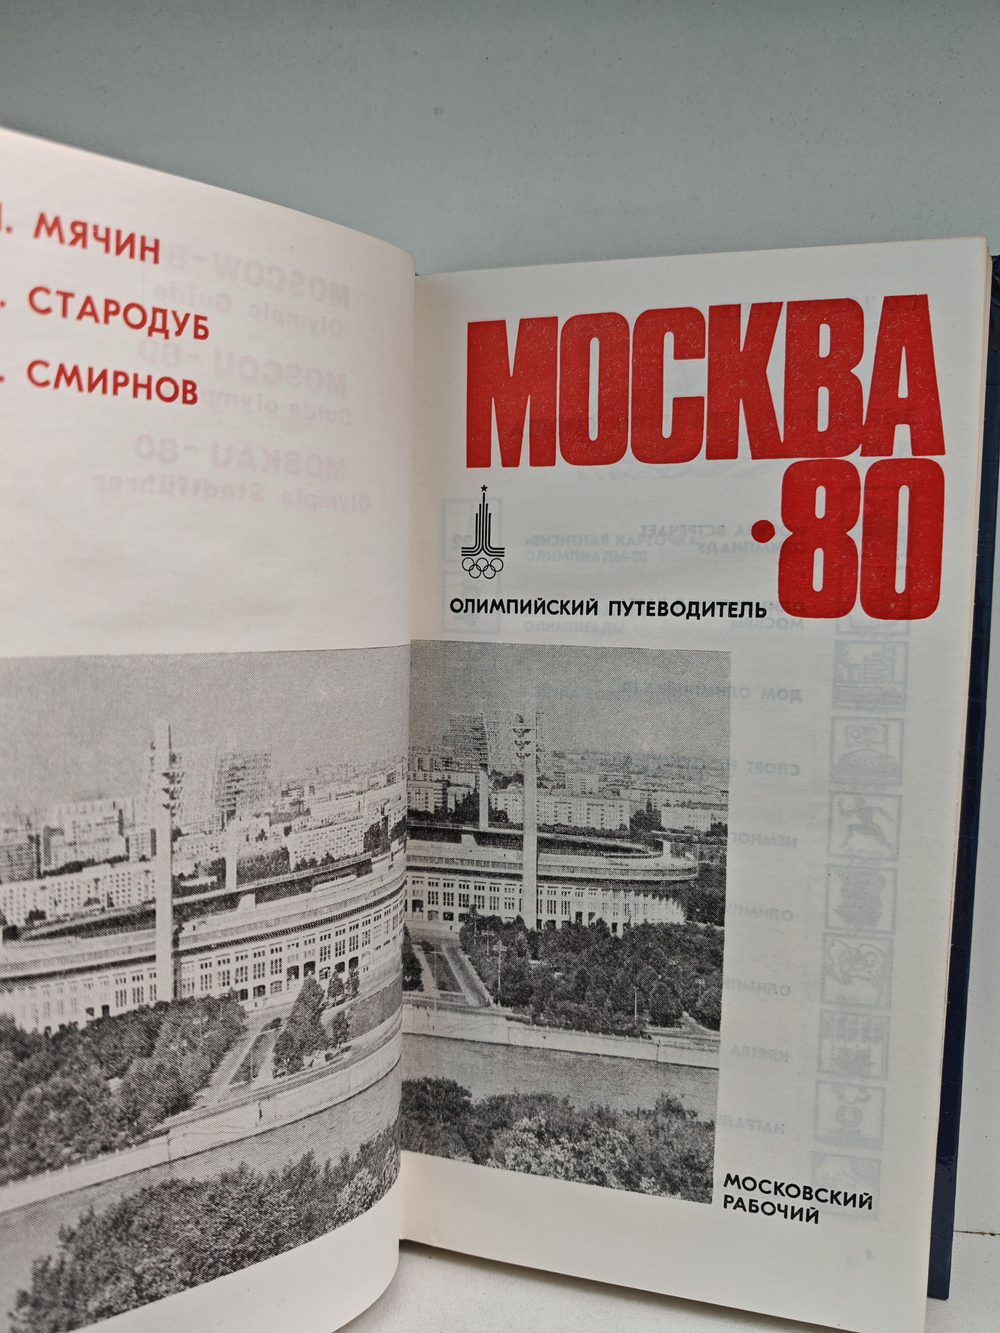 . МЯЧИН
. СТАРОДУБ
. СМИРНОВ
МОСКВА
·80
ОЛИМПИЙСКИЙ ПУТЕВОДИТЕЛЬ
МОСКОВСКИЙ
РАБОЧИЙ